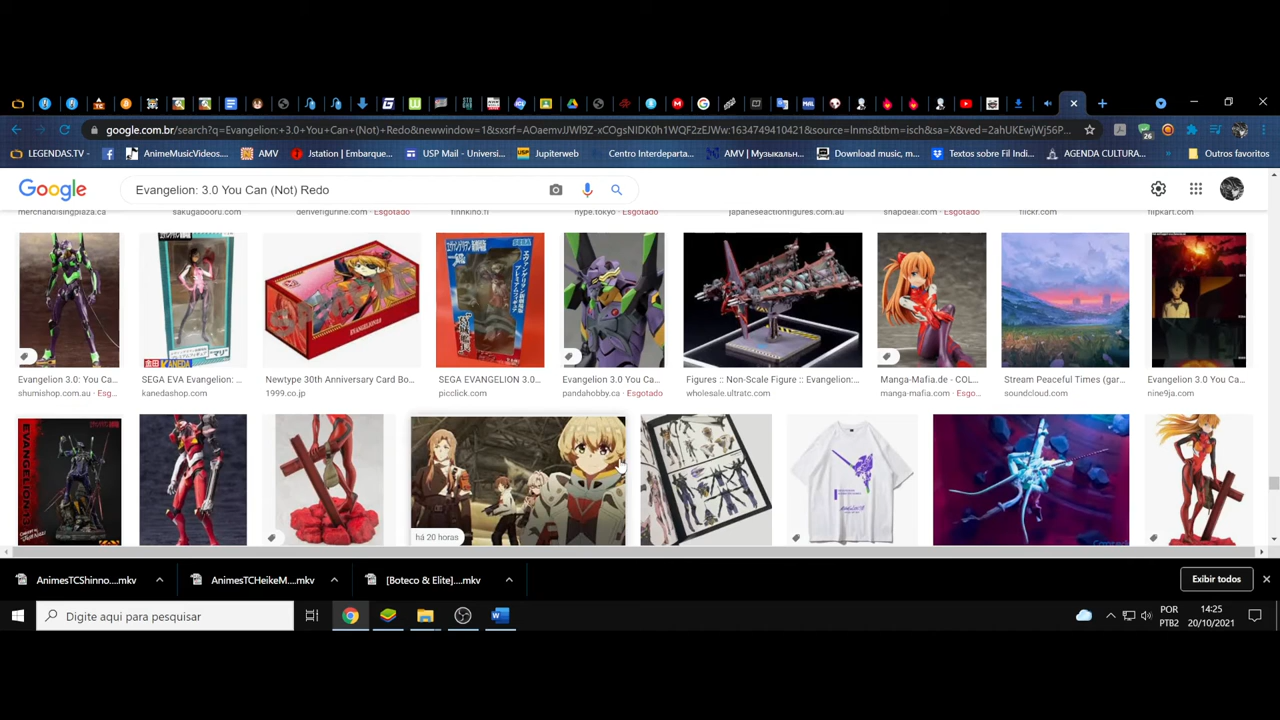 google.com.br/search?q=Evangelion:+3.0+You+Can+(Not)+Redo&newwindow=1&sxsrf=AOaemvJJWl9Z-xCOgsNIDK0h1WQF2zEJWw:1634749410421&source=lnms&tbm=isch&sa=X&ved=2ahUKEwjWj56P...
26
LEGENDAS.TV - AnimeMusicVideos.... AMV Jstation | Embarque... USP Mail - Universi... Jupiterweb Centro Interdeparta... AMV | Музыкальн... Download music, m... Textos sobre Fil Indi... AGENDA CULTURA... » Outros favoritos
Google Evangelion: 3.0 You Can (Not) Redo
merchandisingplaza.ca sakugabooru.com finnkino.fi hype.tokyo Esgotado japaneseactionfigures.com.au snapdeal.com Esgotado flickr.com flipkart.com
Evangelion 3.0: You Ca... SEGA EVA Evangelion: ... Newtype 30th Anniversary Card Bo... SEGA EVANGELION 3.0... Evangelion 3.0 You Ca... Figures :: Non-Scale Figure :: Evangelion:... Manga-Mafia.de - COL... Stream Peaceful Times (gar... Evangelion 3.0 You Can...
shumishop.com.au Esg... kanedashop.com 1999.co.jp picclick.com pandahobby.ca Esgotado wholesale.ultratc.com manga-mafia.com Esgo... soundcloud.com nine9ja.com
há 20 horas
AnimesTCShinno....mkv AnimesTCHeikeM....mkv [Boteco & Elite]....mkv Exibir todos
Digite aqui para pesquisar
POR
PTB2
14:25
20/10/2021